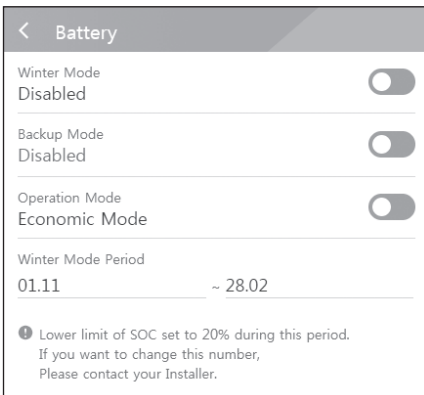 Battery
Winter Mode
Disabled
Backup Mode
Disabled
Operation Mode
Economic Mode
Winter Mode Period
01.11 ~ 28.02
Lower limit of SOC set to 20% during this period.
If you want to change this number,
Please contact your Installer.